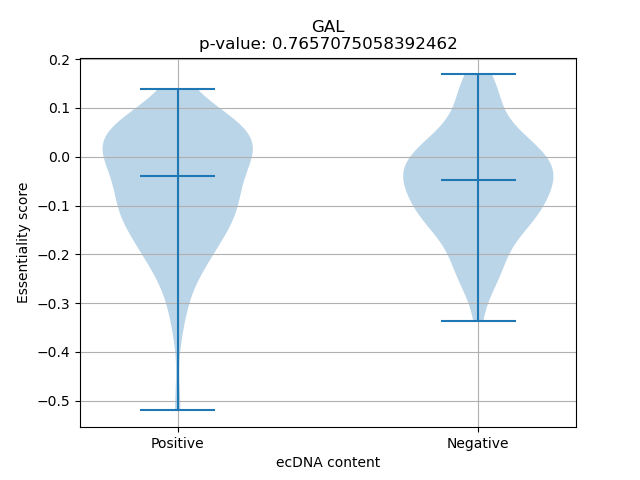 GAL
p-value: 0.7657075058392462
0.2
0.1
0.0
−0.1
−0.2
−0.3
−0.4
−0.5
Essentiality score
Positive
Negative
ecDNA content